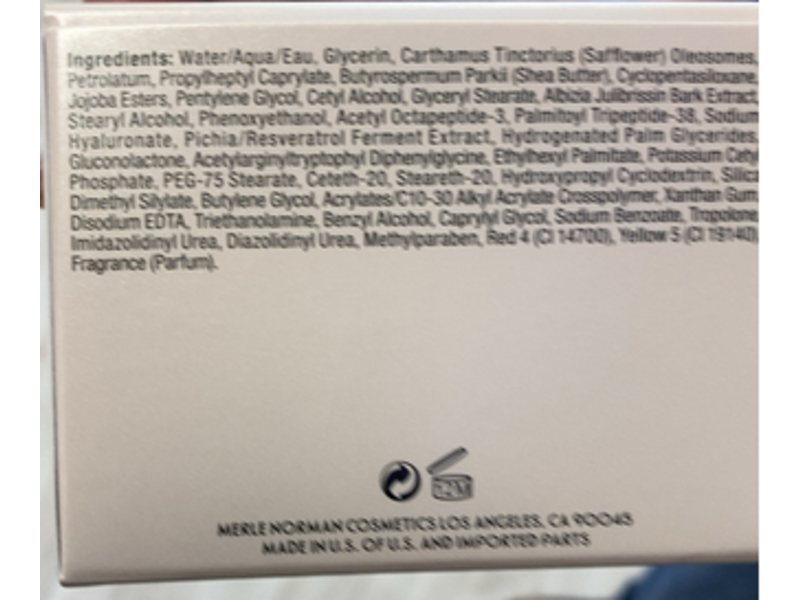 Ingredients: Water/Aqua/Eau, Glycerin, Carthamus Tinctorius (Safflower) Oleosomes,
Petrolatum, Propylheptyl Caprylate, Butyrospermum Parkii (Shea Butter), Cyclopentasiloxane,
Jojoba Esters, Pentylene Glycol, Cetyl Alcohol, Glyceryl Stearate, Albizia Julibrissin Bark Extract,
Stearyl Alcohol, Phenoxyethanol, Acetyl Octapeptide-3, Palmitoyl Tripeptide-38, Sodium
Hyaluronate, Pichia/Resveratrol Ferment Extract, Hydrogenated Palm Glycerides,
Gluconolactone, Acetylarginyltryptophyl Diphenylglycine, Ethylhexyl Palmitate, Potassium Cetyl
Phosphate, PEG-75 Stearate, Ceteth-20, Steareth-20, Hydroxypropyl Cyclodextrin, Silica
Dimethyl Silylate, Butylene Glycol, Acrylates/C10-30 Alkyl Acrylate Crosspolymer, Xanthan Gum,
Disodium EDTA, Triethanolamine, Benzyl Alcohol, Caprylyl Glycol, Sodium Benzoate, Tropolone,
Imidazolidinyl Urea, Diazolidinyl Urea, Methylparaben, Red 4 (CI 14700), Yellow 5 (CI 19140),
Fragrance (Parfum).
12M
MERLE NORMAN COSMETICS LOS ANGELES, CA 90045
MADE IN U.S. OF U.S. AND IMPORTED PARTS